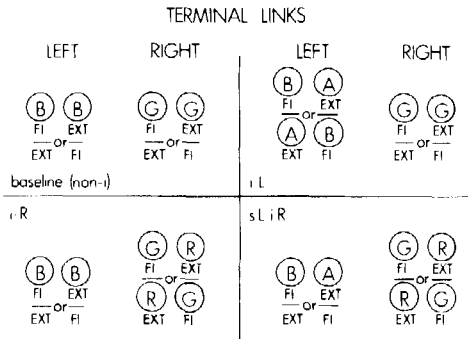 TERMINAL LINKS
LEFT RIGHT LEFT RIGHT
B B G G B A G G
FI EXT FI EXT FI EXT FI EXT
or or or or
A B
EXT FI EXT FI EXT FI EXT FI
baseline (non-i) i L
i R s L i R
G R G R
B B FI EXT B A FI EXT
FI EXT or FI EXT or
or R G or R G
EXT FI EXT FI EXT FI EXT FI